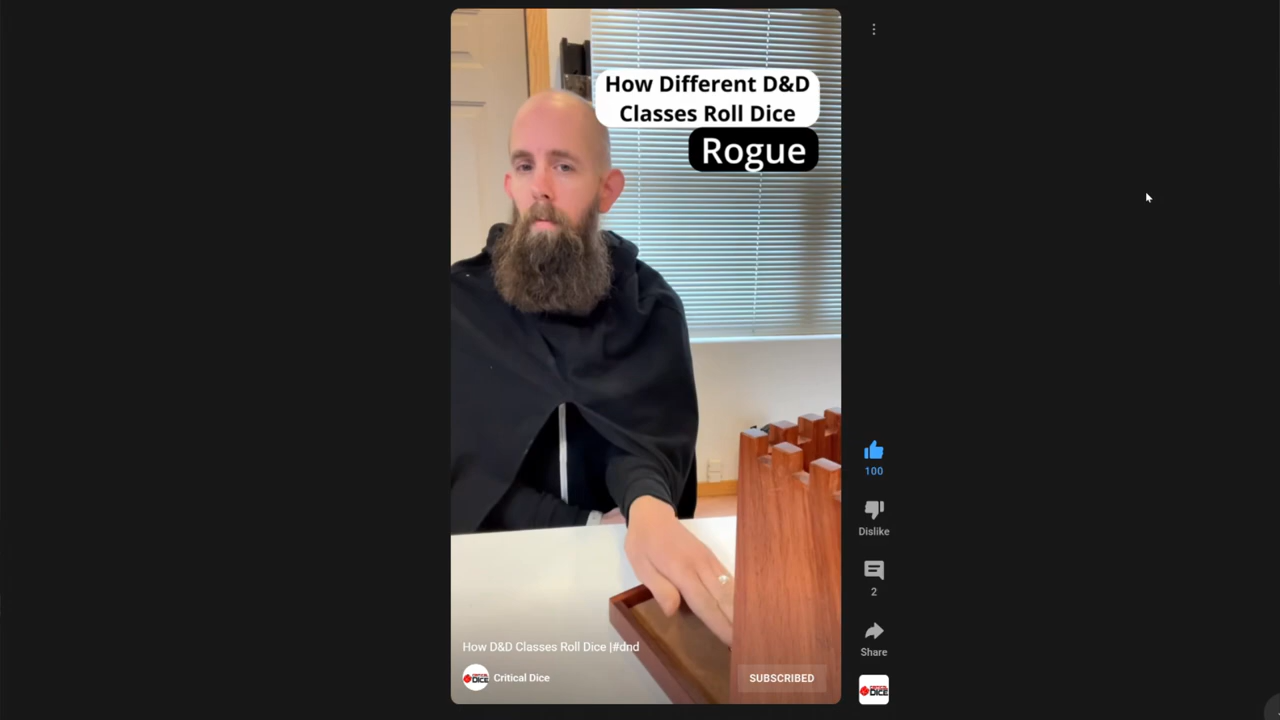 How Different D&D
Classes Roll Dice
Rogue
100
Dislike
2
Share
How D&D Classes Roll Dice |#dnd
Critical Dice
SUBSCRIBED